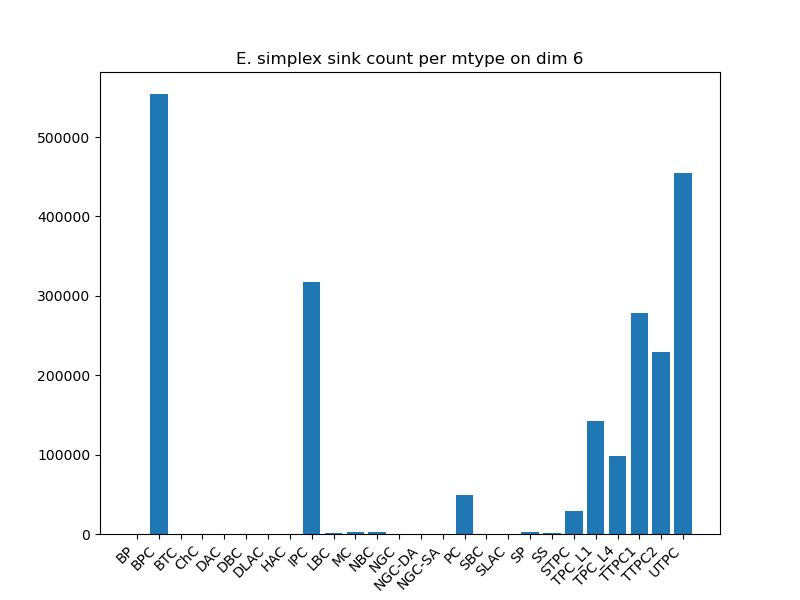 E. simplex sink count per mtype on dim 6
500000
400000
300000
200000
100000
0
BP
BPC
BTC
ChC
DAC
DBC
DLAC
HAC
IPC
LBC
MC
NBC
NGC
NGC-DA
NGC-SA
PC
SBC
SLAC
SP
SS
STPC
TPC_L1
TPC_L4
TTPC1
TTPC2
UTPC